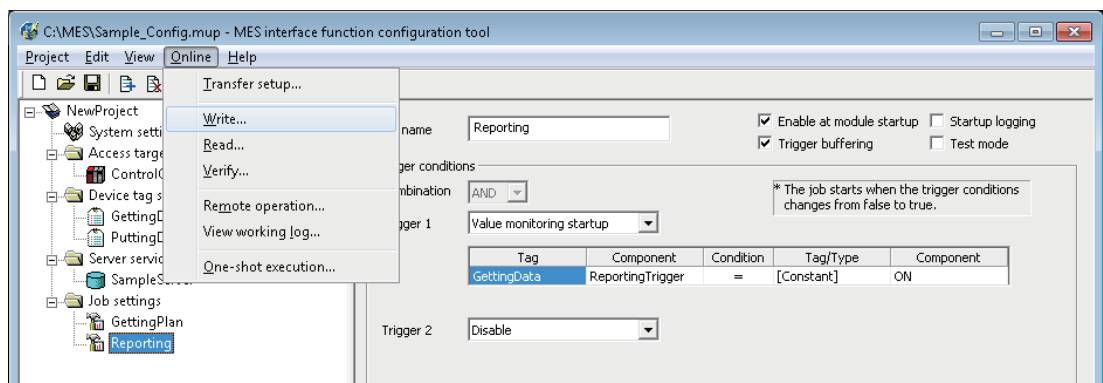 C:\MES\Sample_Config.mup - MES interface function configuration tool
Project Edit View Online Help
Transfer setup...
Write...
Read...
Verify...
Remote operation...
View working log...
One-shot execution...
NewProject
System setti
Access targe
Control
Device tag s
Getting
Putting
Server servic
SampleServer
Job settings
GettingPlan
Reporting
name Reporting
Enable at module startup Startup logging
Trigger buffering Test mode
ger conditions
mbination AND
* The job starts when the trigger conditions
changes from false to true.
gger 1 Value monitoring startup
Tag Component Condition Tag/Type Component
GettingData ReportingTrigger = [Constant] ON
Trigger 2 Disable